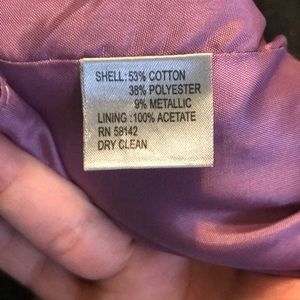 SHELL: 53% COTTON
38% POLYESTER
9% METALLIC
LINING : 100% ACETATE
RN 58142
DRY CLEAN